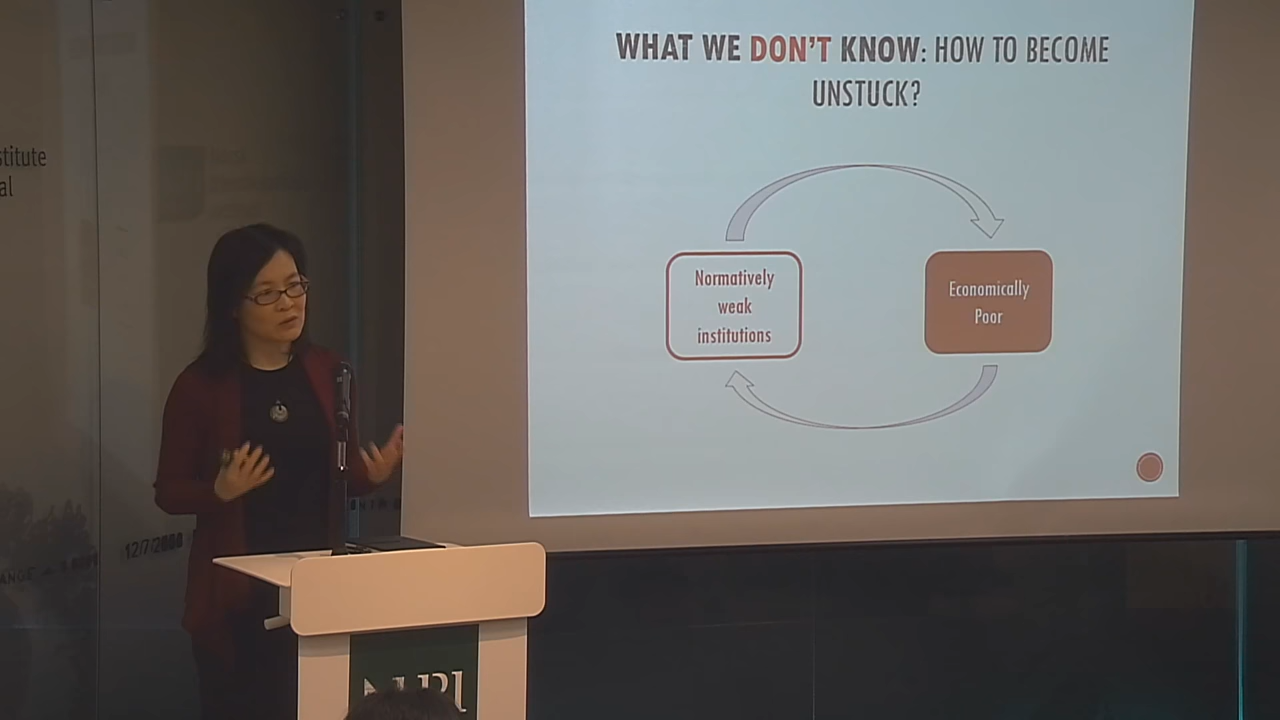 WHAT WE DON'T KNOW: HOW TO BECOME
UNSTUCK?
Normatively
weak
institutions
Economically
Poor
stitute
al
12/7/2000